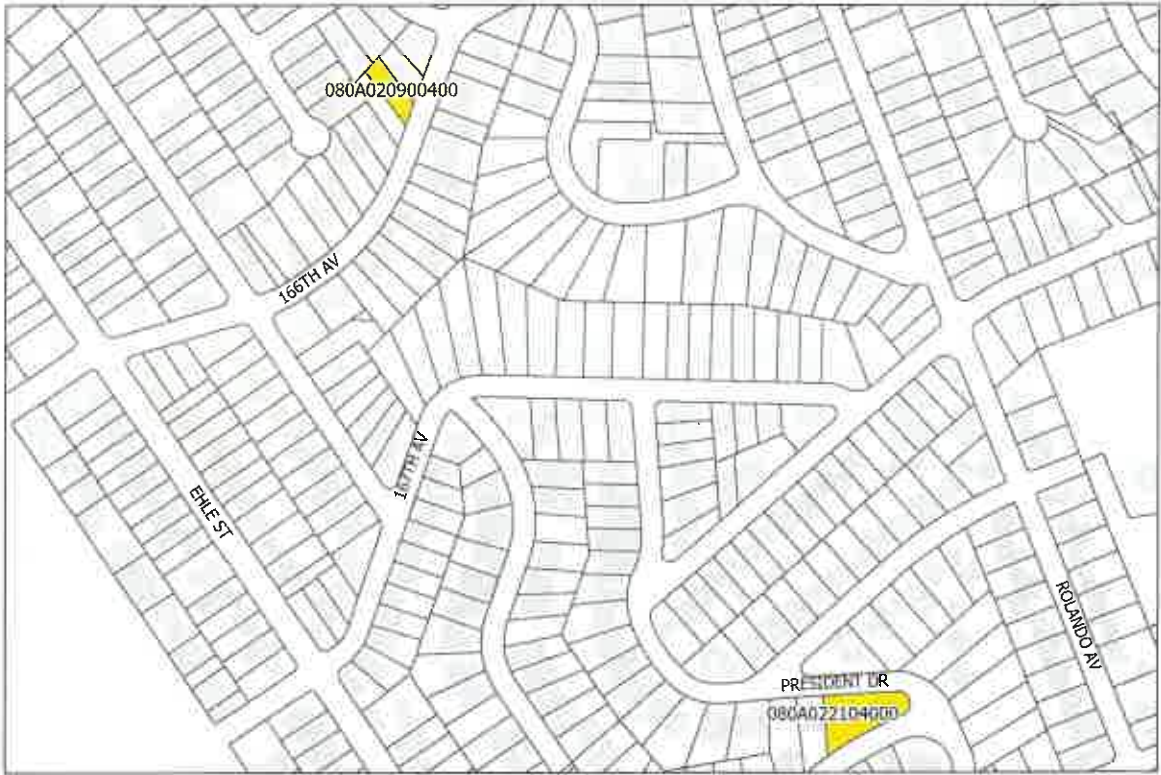 080A020900400
166TH AV
167TH AV
EHLE ST
ROLANDO AV
PRESIDENT DR
080A022104000